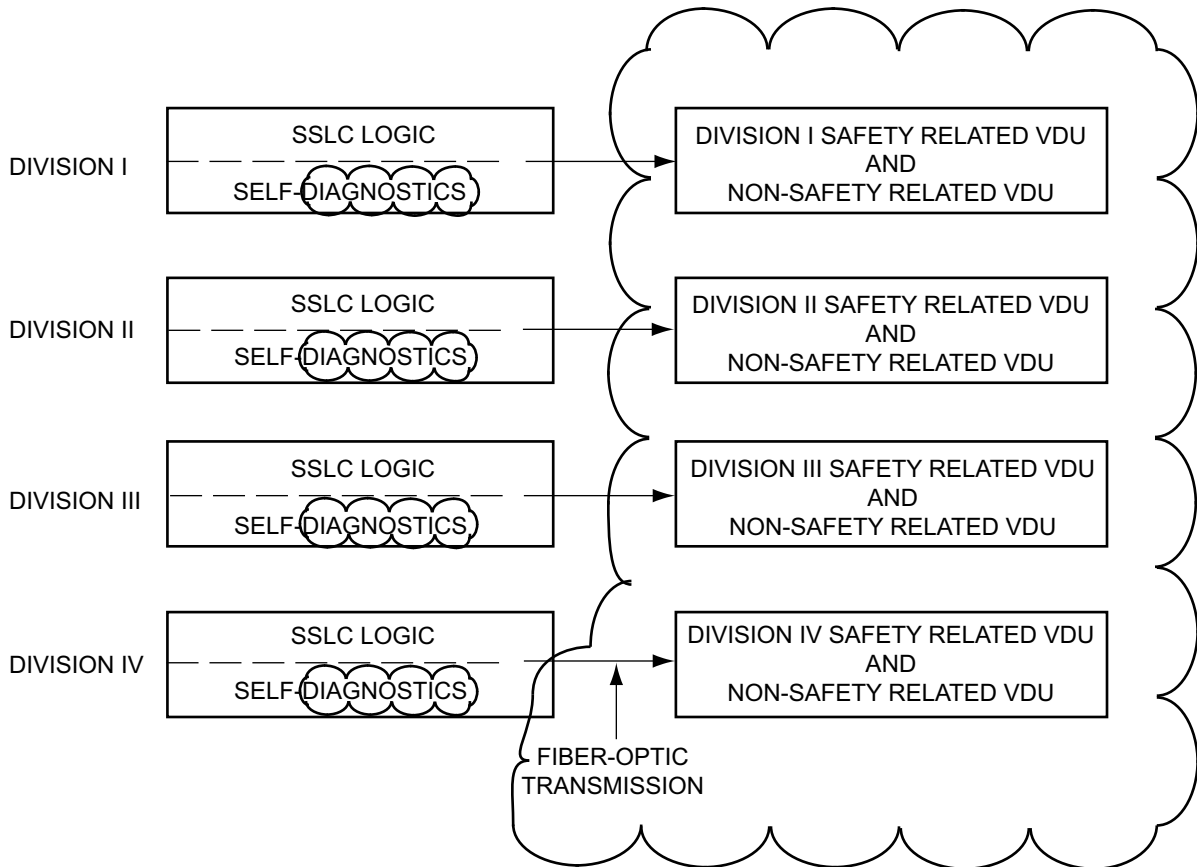 DIVISION I
SSLC LOGIC
SELF-DIAGNOSTICS
DIVISION I SAFETY RELATED VDU
AND
NON-SAFETY RELATED VDU
DIVISION II
SSLC LOGIC
SELF-DIAGNOSTICS
DIVISION II SAFETY RELATED VDU
AND
NON-SAFETY RELATED VDU
DIVISION III
SSLC LOGIC
SELF-DIAGNOSTICS
DIVISION III SAFETY RELATED VDU
AND
NON-SAFETY RELATED VDU
DIVISION IV
SSLC LOGIC
SELF-DIAGNOSTICS
DIVISION IV SAFETY RELATED VDU
AND
NON-SAFETY RELATED VDU
FIBER-OPTIC
TRANSMISSION